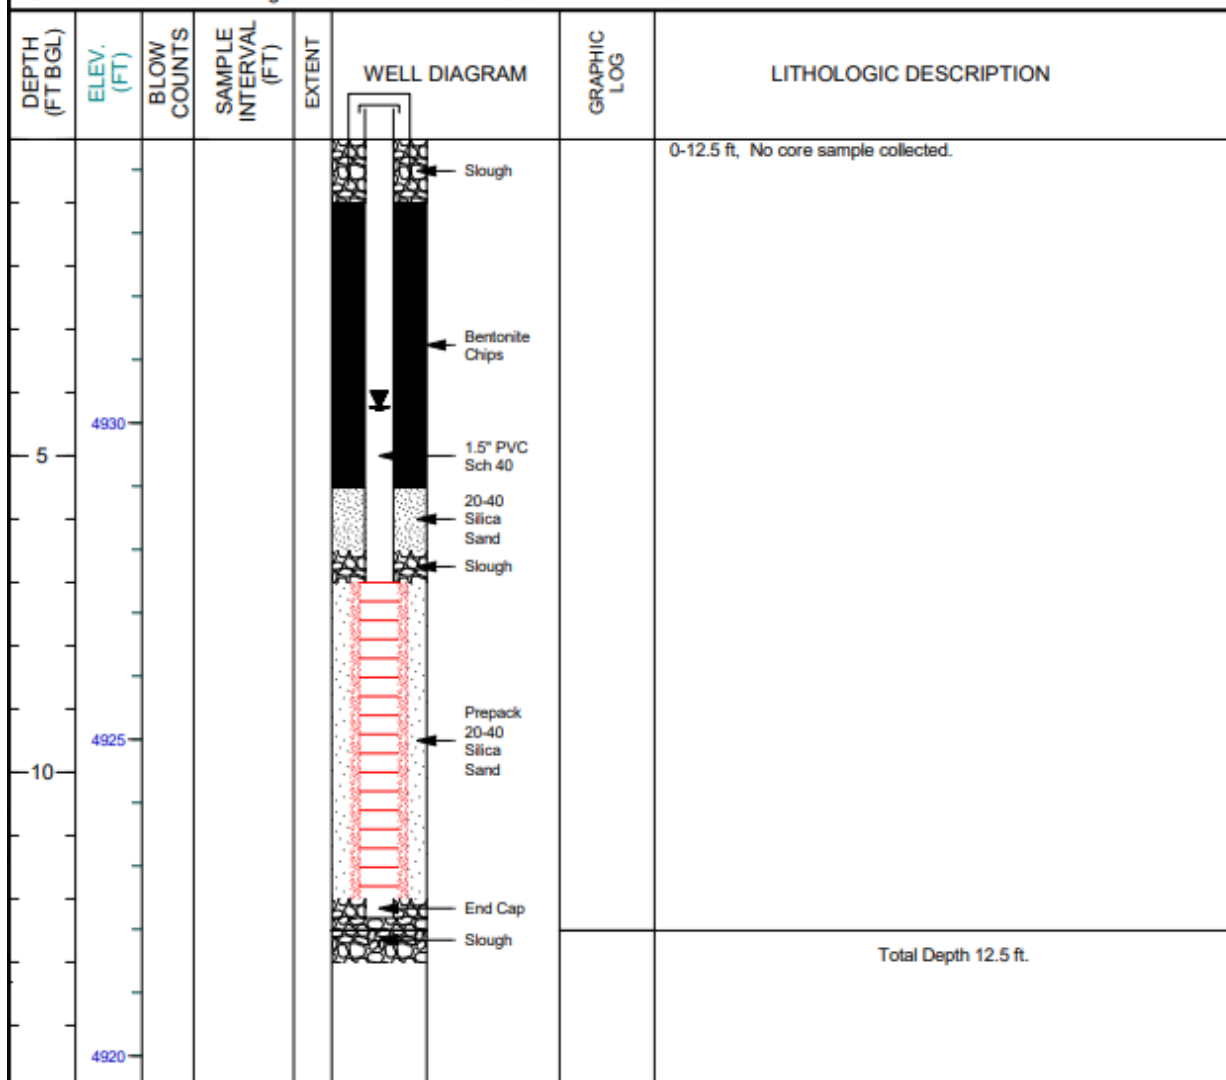 DEPTH
(FT BGL)
ELEV.
(FT)
BLOW
COUNTS
SAMPLE
INTERVAL
(FT)
EXTENT
WELL DIAGRAM
GRAPHIC
LOG
LITHOLOGIC DESCRIPTION
0-12.5 ft, No core sample collected.
Slough
Bentonite
Chips
4930
5
1.5" PVC
Sch 40
20-40
Silica
Sand
Slough
Prepack
20-40
Silica
Sand
4925
10
End Cap
Slough
Total Depth 12.5 ft.
4920